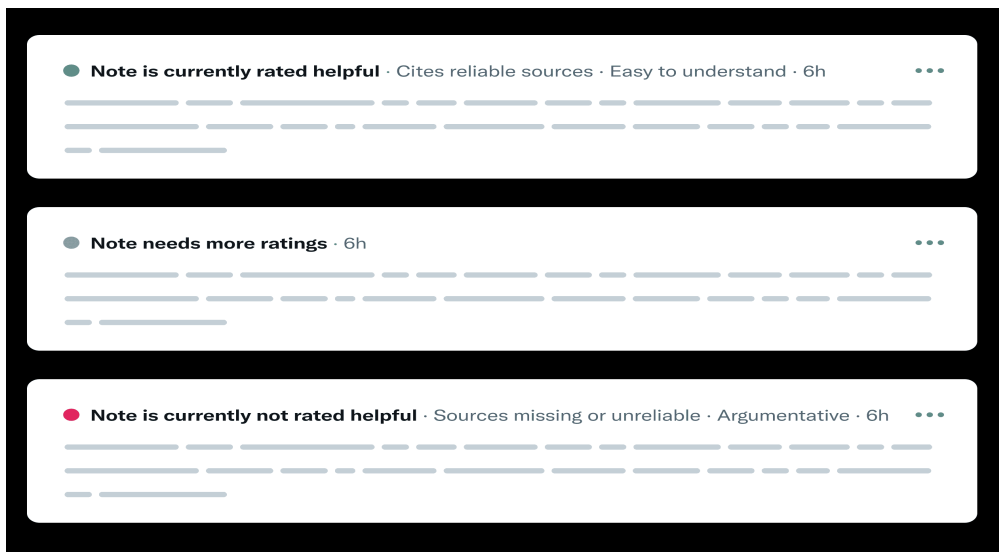 Note is currently rated helpful · Cites reliable sources · Easy to understand · 6h
Note needs more ratings · 6h
Note is currently not rated helpful · Sources missing or unreliable · Argumentative · 6h